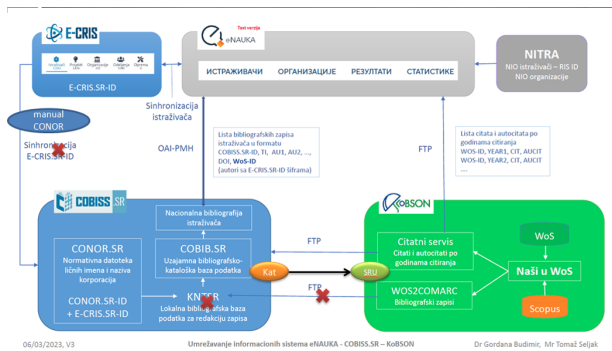 E-CRIS
Test verzija
eNAUKA
NITRA
NIO istraživači – RIS ID
NIO organizacije
ИСТРАЖИВАЧИ ОРГАНИЗАЦИЈЕ РЕЗУЛТАТИ СТАТИСТИКЕ
E-CRIS.SR-ID
manual
CONOR
Sinhronizacija
E-CRIS.SR-ID
Sinhronizacija
istraživača
OAI-PMH
Lista bibliografskih zapisa
istraživača u formatu
COBISS.SR-ID, TI, AU1, AU2, ...,
DOI, WoS-ID
(autori sa E-CRIS.SR-ID šiframa)
FTP
Lista citata i autocitata po
godinama citiranja
WOS-ID, YEAR1, CIT, AUCIT
WOS-ID, YEAR2, CIT, AUCIT
....
COBISS.SR
Nacionalna bibliografija
istraživača
CONOR.SR
Normativna datoteka
ličnih imena i naziva
korporacija
CONOR.SR-ID
+ E-CRIS.SR-ID
COBIB.SR
Uzajamna bibliografsko-
kataloška baza podatka
Lokalna bibliografska baza
podatka za redakciju zapisa
Kat
FTP
SRU
FTP
KoBSON
Citatni servis
Citati i autocitati po
godinama citiranja
WOS2COMARC
Bibliografski zapisi
WoS
Naši u WoS
Scopus
06/03/2023, V3
Umrežavanje informacionih sistema eNAUKA - COBISS.SR – KoBSON
Dr Gordana Budimir, Mr Tomaž Seljak